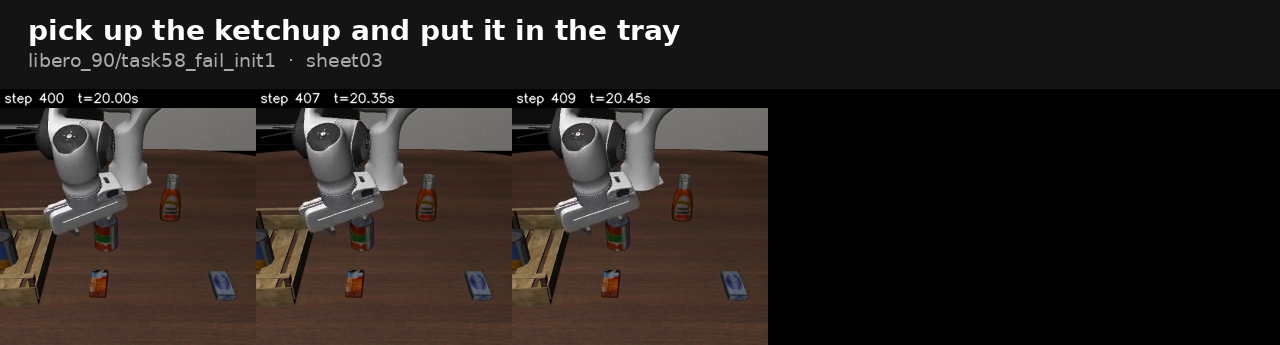 pick up the ketchup and put it in the tray
libero_90/task58_fail_init1 · sheet03
step 400 t=20.00s
step 407 t=20.35s
step 409 t=20.45s